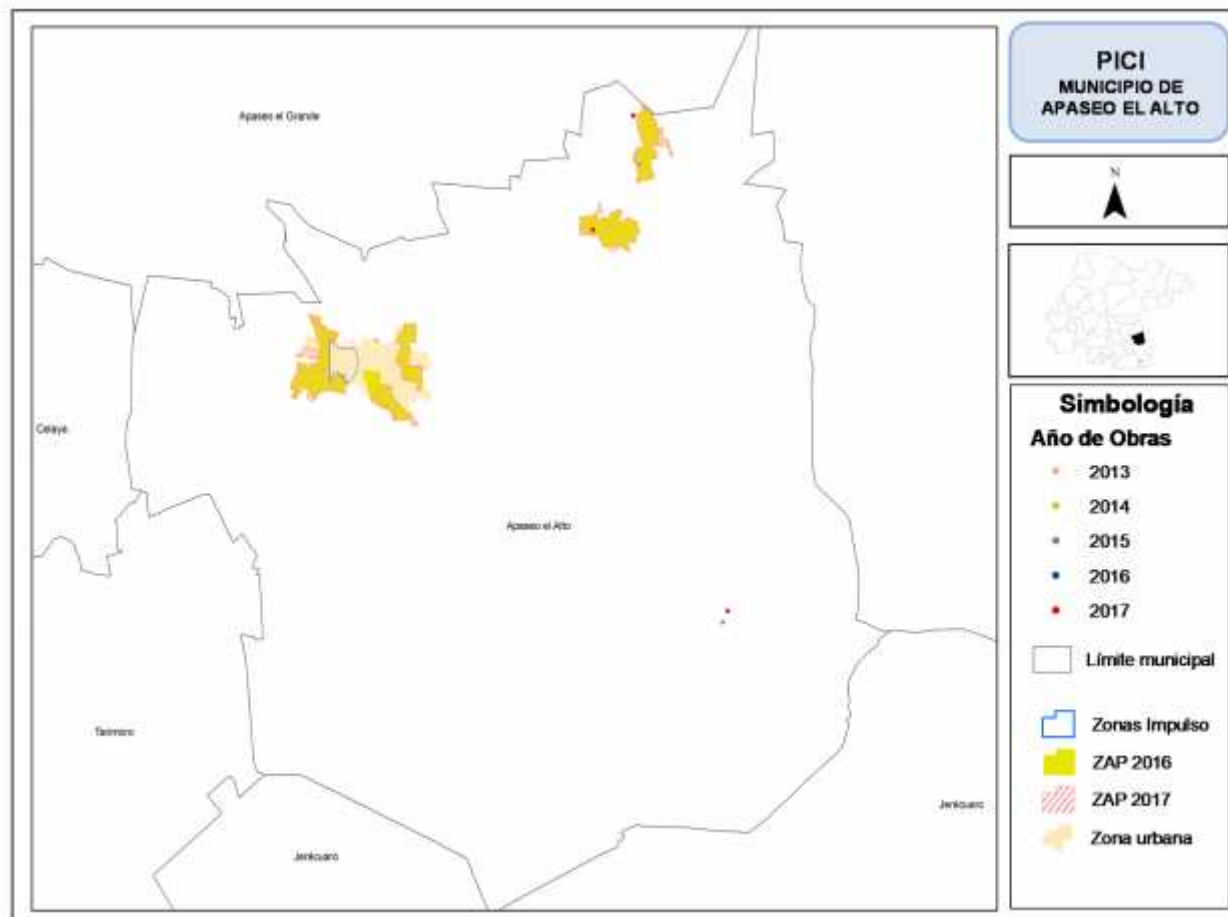 PICI
MUNICIPIO DE
APASEO EL ALTO
Apaseo el Grande
N
Celaya
Apaseo el Alto
Tarimoro
Jerécuaro
Jerécuaro
Simbología
Año de Obras
2013
2014
2015
2016
2017
Límite municipal
Zonas Impulso
ZAP 2016
ZAP 2017
Zona urbana